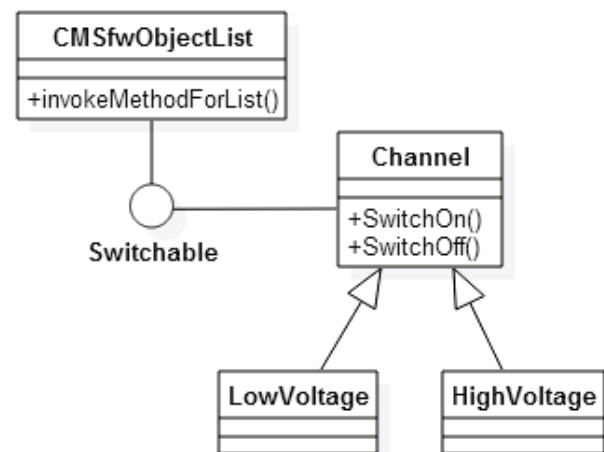 CMSfwObjectList
+invokeMethodForList()
Channel
+SwitchOn()
+SwitchOff()
Switchable
LowVoltage
HighVoltage